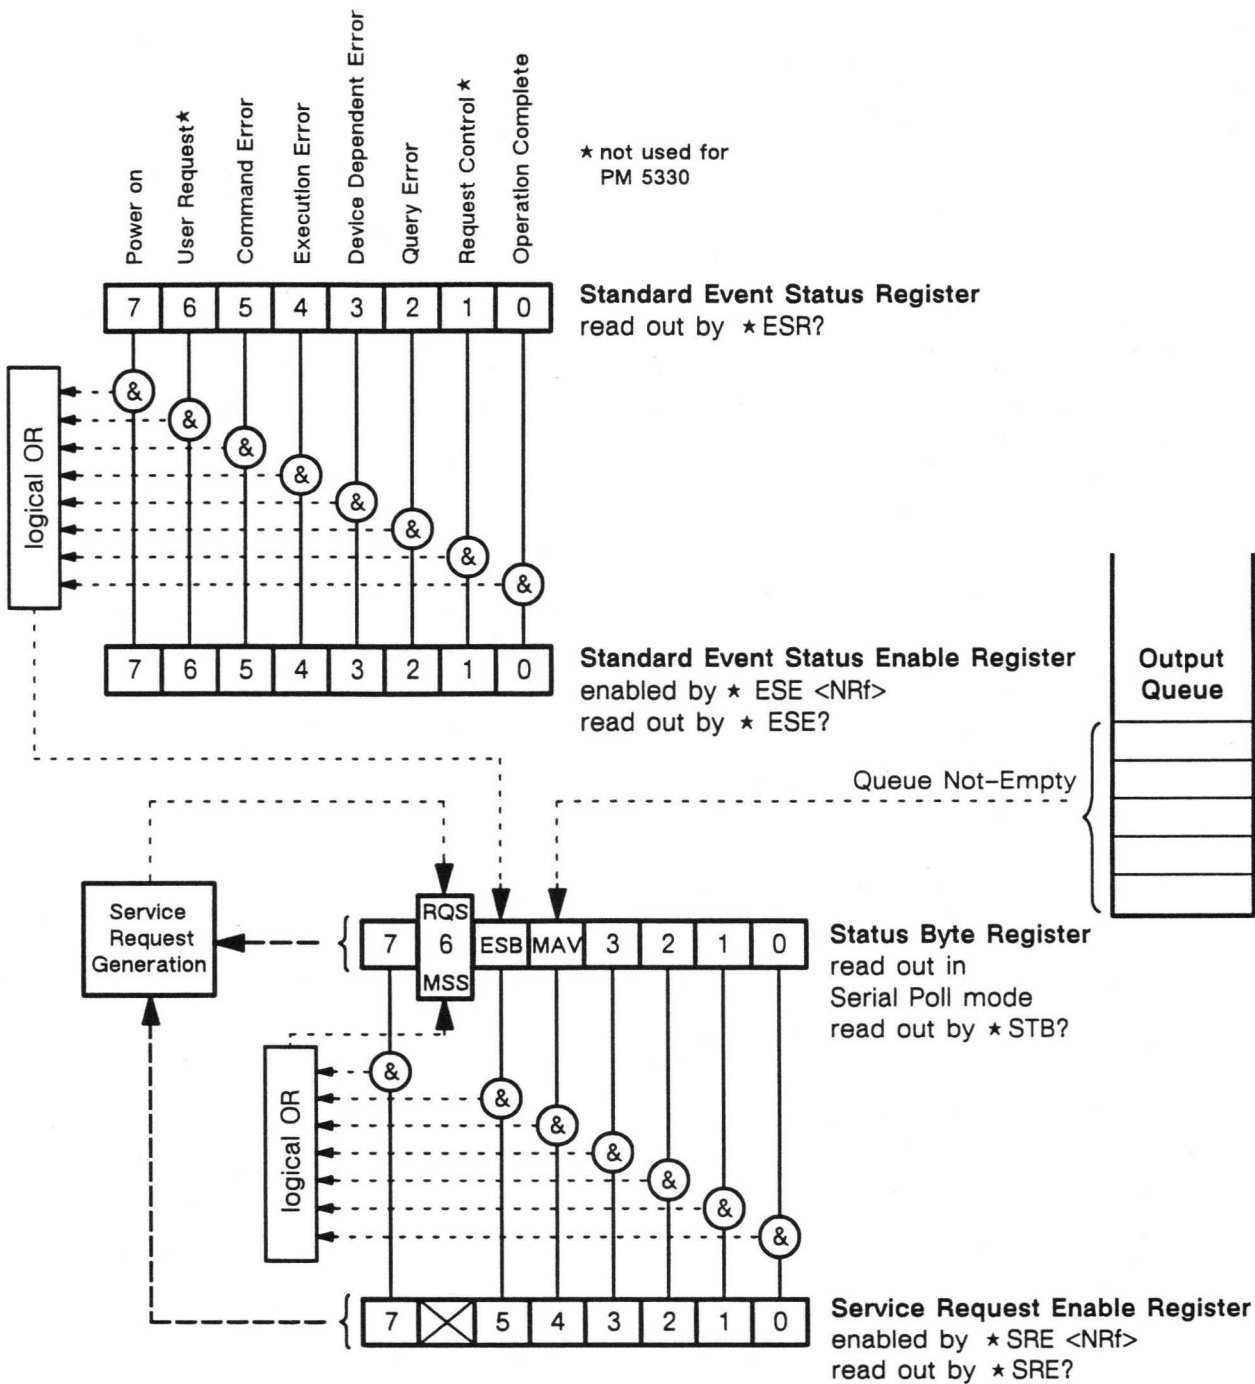 Power on
User Request★
Command Error
Execution Error
Device Dependent Error
Query Error
Request Control★
Operation Complete
★ not used for
PM 5330
7 6 5 4 3 2 1 0
Standard Event Status Register
read out by ★ ESR?
logical OR
& & & & & & & &
7 6 5 4 3 2 1 0
Standard Event Status Enable Register
enabled by ★ ESE <NRf>
read out by ★ ESE?
Output
Queue
Queue Not-Empty
Service
Request
Generation
RQS
7 6 ESB MAV 3 2 1 0
MSS
Status Byte Register
read out in
Serial Poll mode
read out by ★ STB?
logical OR
& & & & & & &
7 5 4 3 2 1 0
Service Request Enable Register
enabled by ★ SRE <NRf>
read out by ★ SRE?